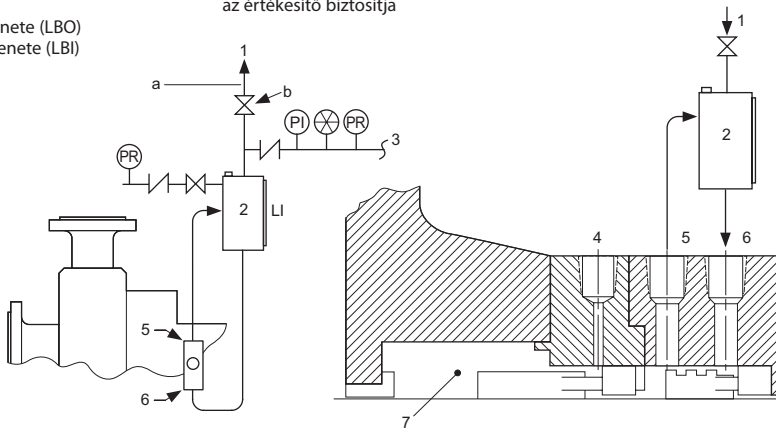 az értékesítő biztosítja
nete (LBO)
enete (LBI)
1
a
b
PI
PR
3
PR
2
LI
5
6
1
2
4
5
6
7